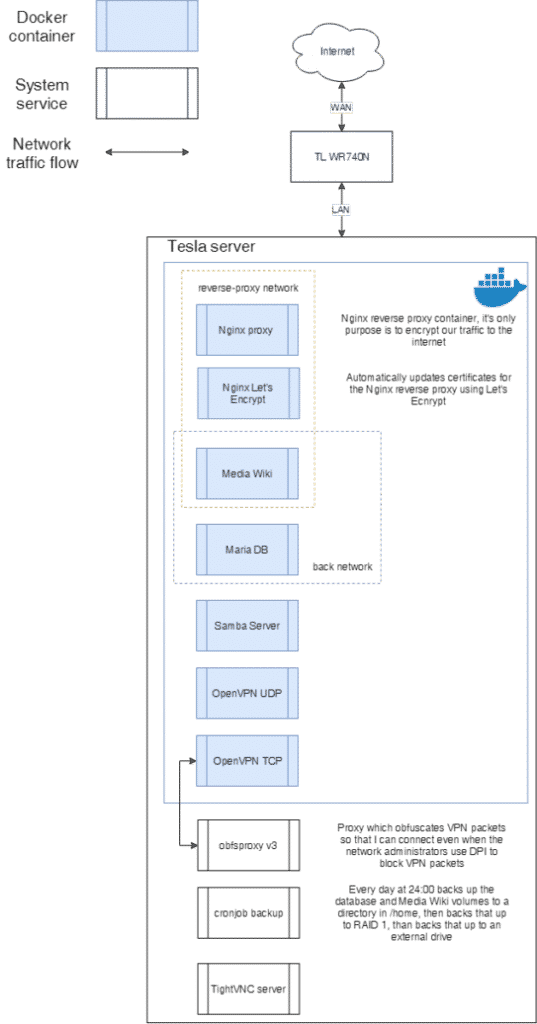 Docker
container
System
service
Network
traffic flow
Internet
WAN
TL WR740N
LAN
Tesla server
reverse-proxy network
Nginx proxy
Nginx reverse proxy container, it's only
purpose is to encrypt our traffic to the
internet
Nginx Let's
Encrypt
Automatically updates certificates for
the Nginx reverse proxy using Let's
Ecnrypt
Media Wiki
Maria DB
back network
Samba Server
OpenVPN UDP
OpenVPN TCP
obfsproxy v3
Proxy which obfuscates VPN packets
so that I can connect even when the
network administrators use DPI to
block VPN packets
cronjob backup
Every day at 24:00 backs up the
database and Media Wiki volumes to a
directory in /home, then backs that up
to RAID 1, than backs that up to an
external drive
TightVNC server